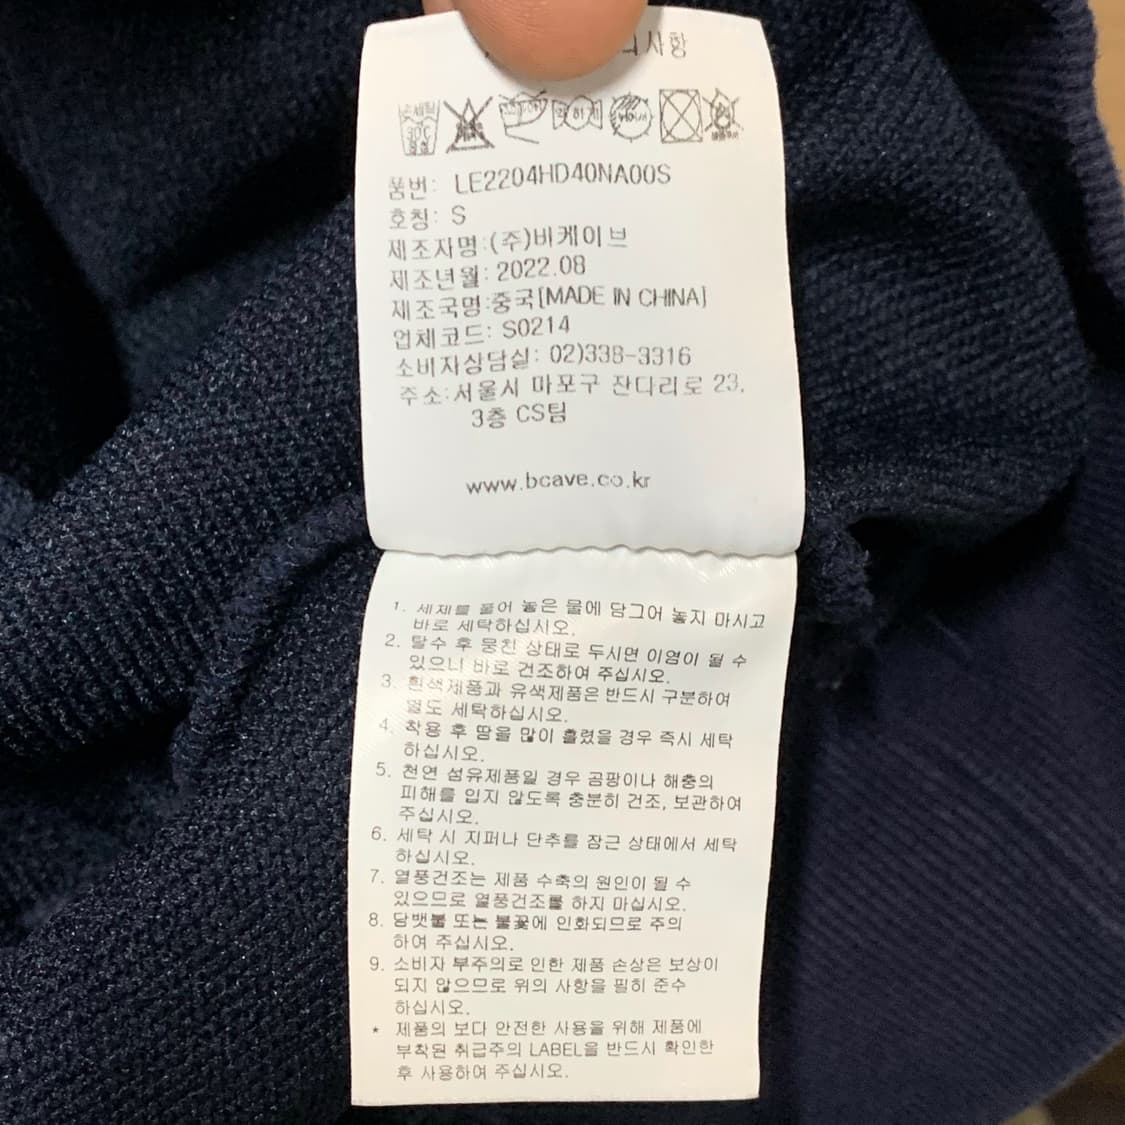 사항
손세탁
30℃
약하게
품번: LE2204HD40NA00S
호칭: S
제조자명:(주)비케이브
제조년월: 2022.08
제조국명:중국[MADE IN CHINA]
업체코드: S0214
소비자상담실: 02)338-3316
주소:서울시 마포구 잔다리로 23.
3층 CS팀
www.bcave.co.kr
1. 세제를 풀어 놓은 물에 담그어 놓지 마시고
바로 세탁하십시오.
2. 탈수 후 뭉친 상태로 두시면 이염이 될 수
있으니 바로 건조하여 주십시오.
3. 흰색제품과 유색제품은 반드시 구분하여
별도 세탁하십시오.
4. 착용 후 땀을 많이 흘렸을 경우 즉시 세탁
하십시오.
5. 천연 섬유제품일 경우 곰팡이나 해충의
피해를 입지 않도록 충분히 건조, 보관하여
주십시오.
6. 세탁 시 지퍼나 단추를 잠근 상태에서 세탁
하십시오.
7. 열풍건조는 제품 수축의 원인이 될 수
있으므로 열풍건조를 하지 마십시오.
8. 담뱃불 또는 불꽃에 인화되므로 주의
하여 주십시오.
9. 소비자 부주의로 인한 제품 손상은 보상이
되지 않으므로 위의 사항을 필히 준수
하십시오.
* 제품의 보다 안전한 사용을 위해 제품에
부착된 취급주의 LABEL을 반드시 확인한
후 사용하여 주십시오.